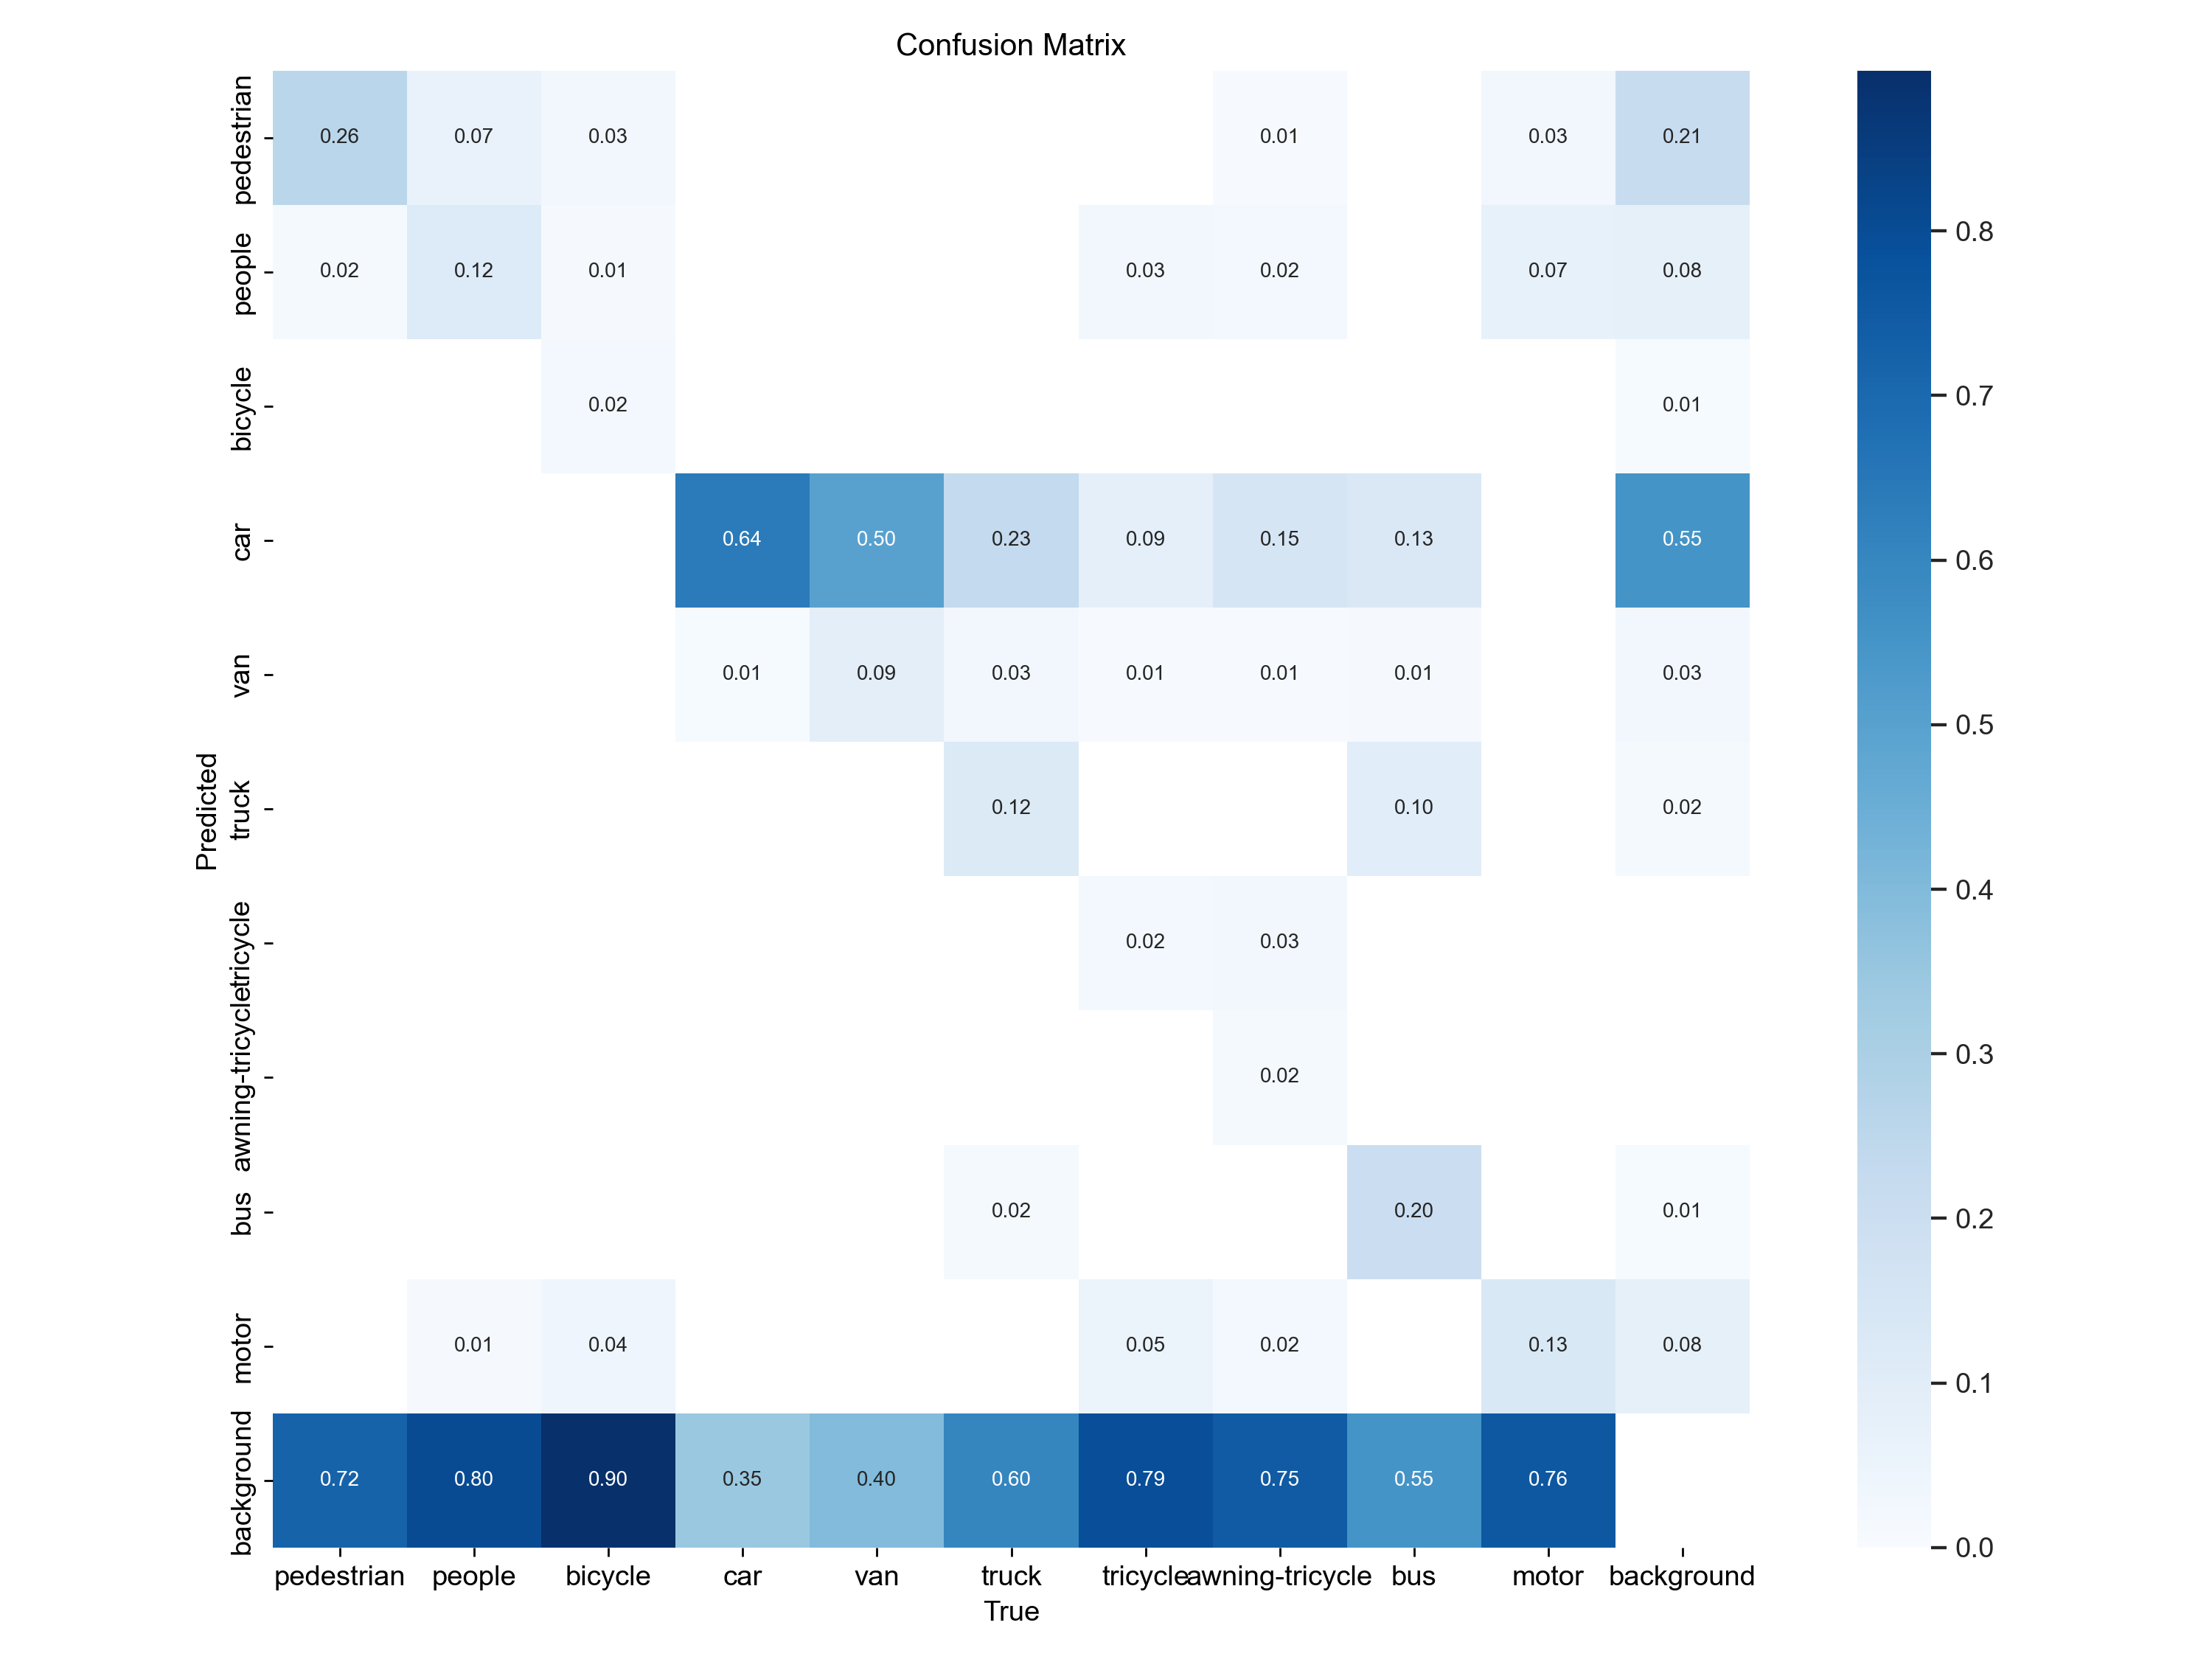 Confusion Matrix
pedestrian 0.26 0.07 0.03 0.01 0.03 0.21
people 0.02 0.12 0.01 0.03 0.02 0.07 0.08
bicycle 0.02 0.01
car 0.64 0.50 0.23 0.09 0.15 0.13 0.55
van 0.01 0.09 0.03 0.01 0.01 0.01 0.03
truck 0.12 0.10 0.02
tricycle 0.02 0.03
awning-tricycle 0.02
bus 0.02 0.20 0.01
motor 0.01 0.04 0.05 0.02 0.13 0.08
background 0.72 0.80 0.90 0.35 0.40 0.60 0.79 0.75 0.55 0.76
Predicted
pedestrian people bicycle car van truck tricycle awning-tricycle bus motor background
True
0.8
0.7
0.6
0.5
0.4
0.3
0.2
0.1
0.0